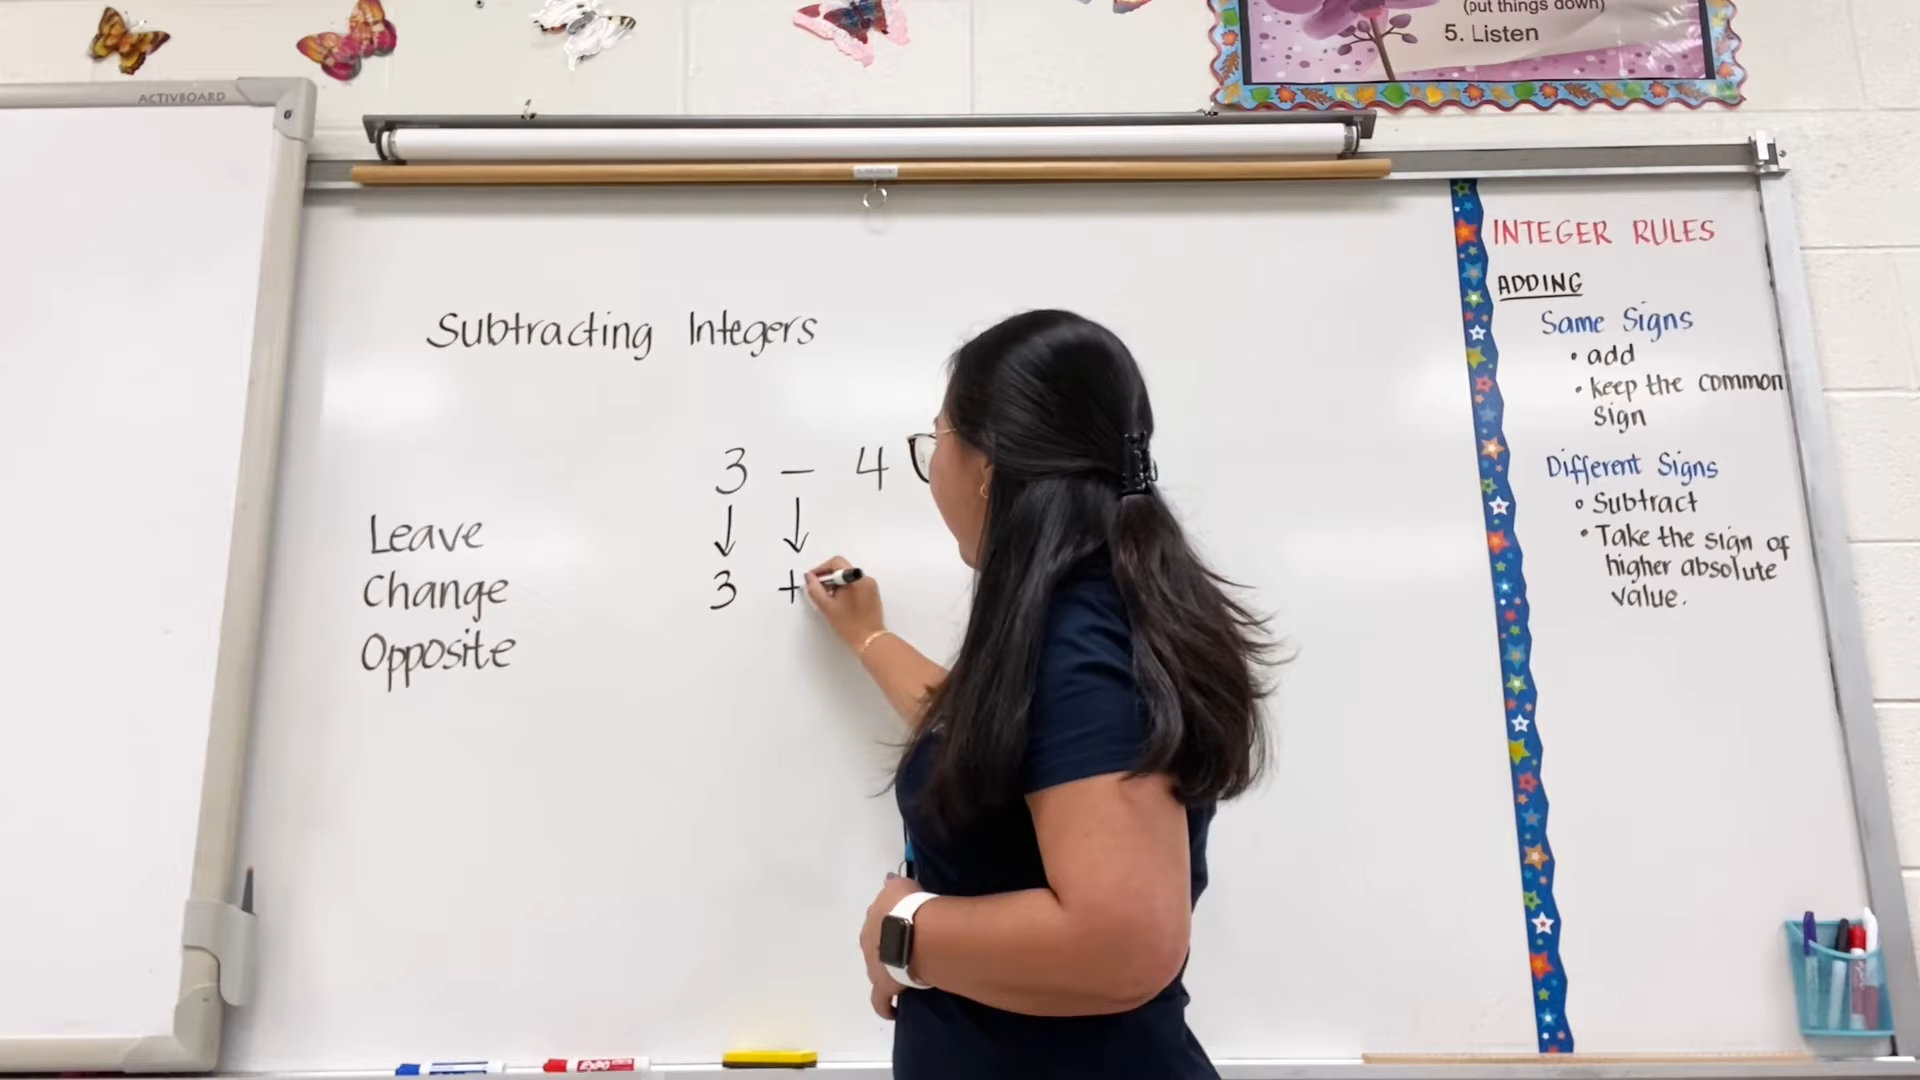 (put things down)
5. Listen
ACTIVBOARD
INTEGER RULES
ADDING
Same Signs
• add
• keep the common
sign
Different Signs
• Subtract
• Take the sign of
higher absolute
value.
Subtracting Integers
3 - 4
↓ ↓
3 +
Leave
Change
Opposite
EXPO